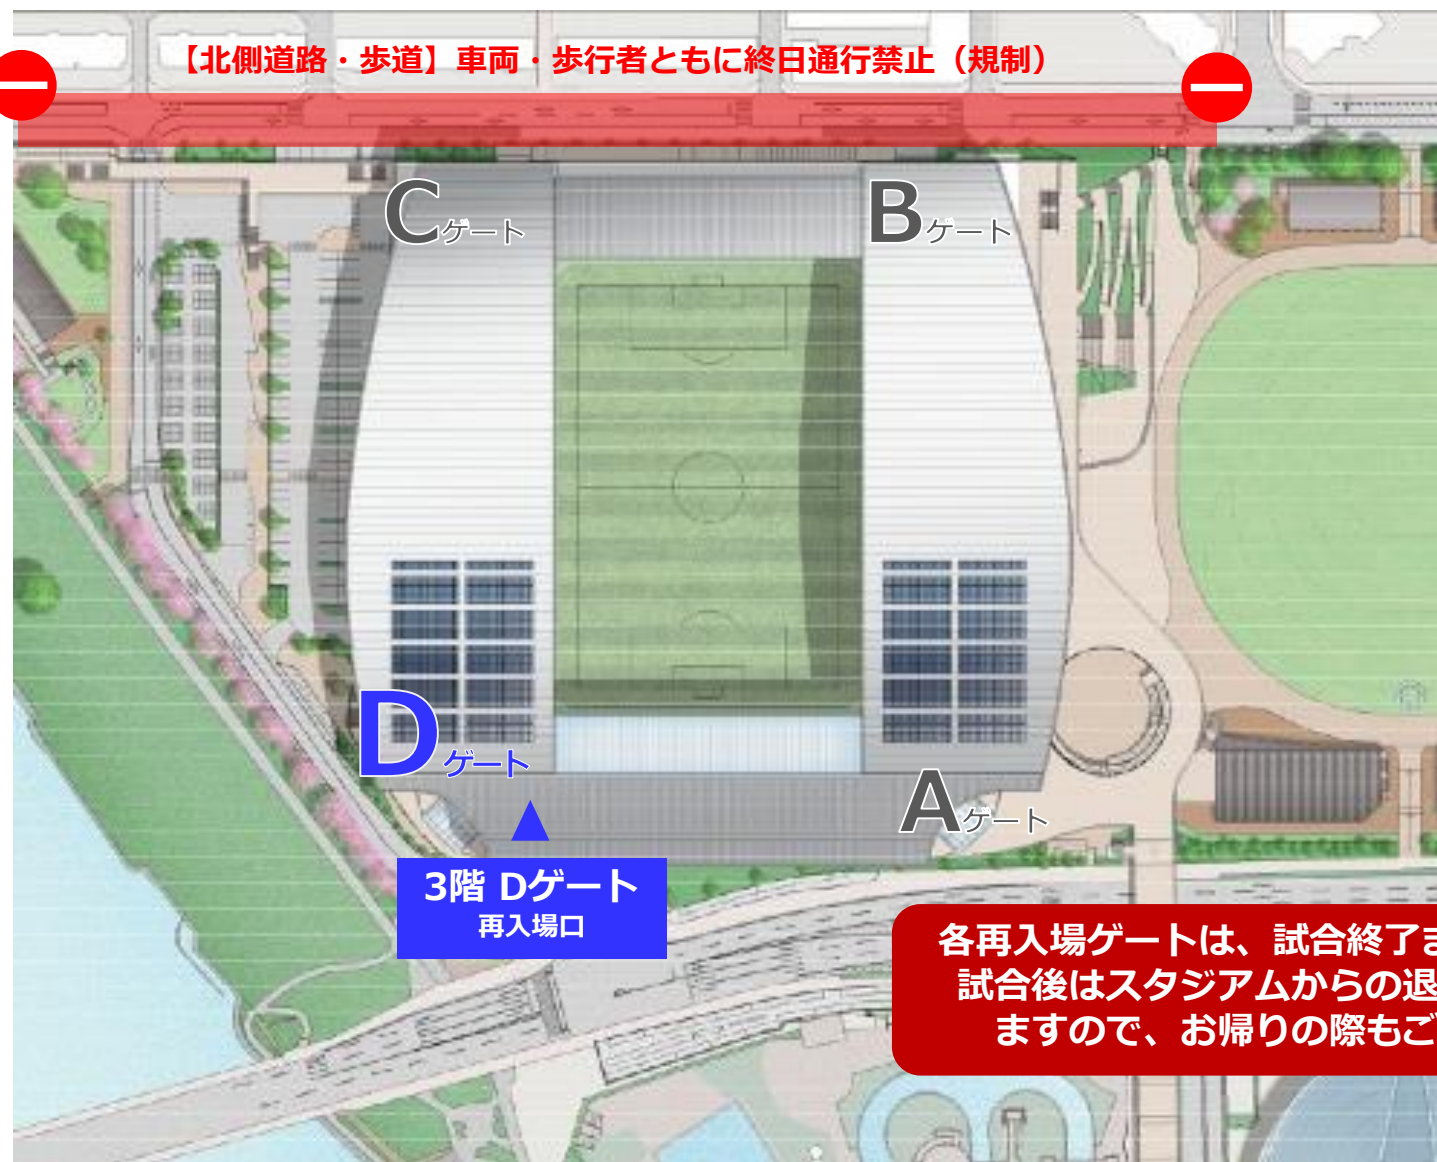 【北側道路・歩道】車両・歩行者ともに終日通行禁止（規制）
Cゲート
Bゲート
Dゲート
Aゲート
3階 Dゲート
再入場口
各再入場ゲートは、試合終了
試合後はスタジアムからの退
ますので、お帰りの際もご